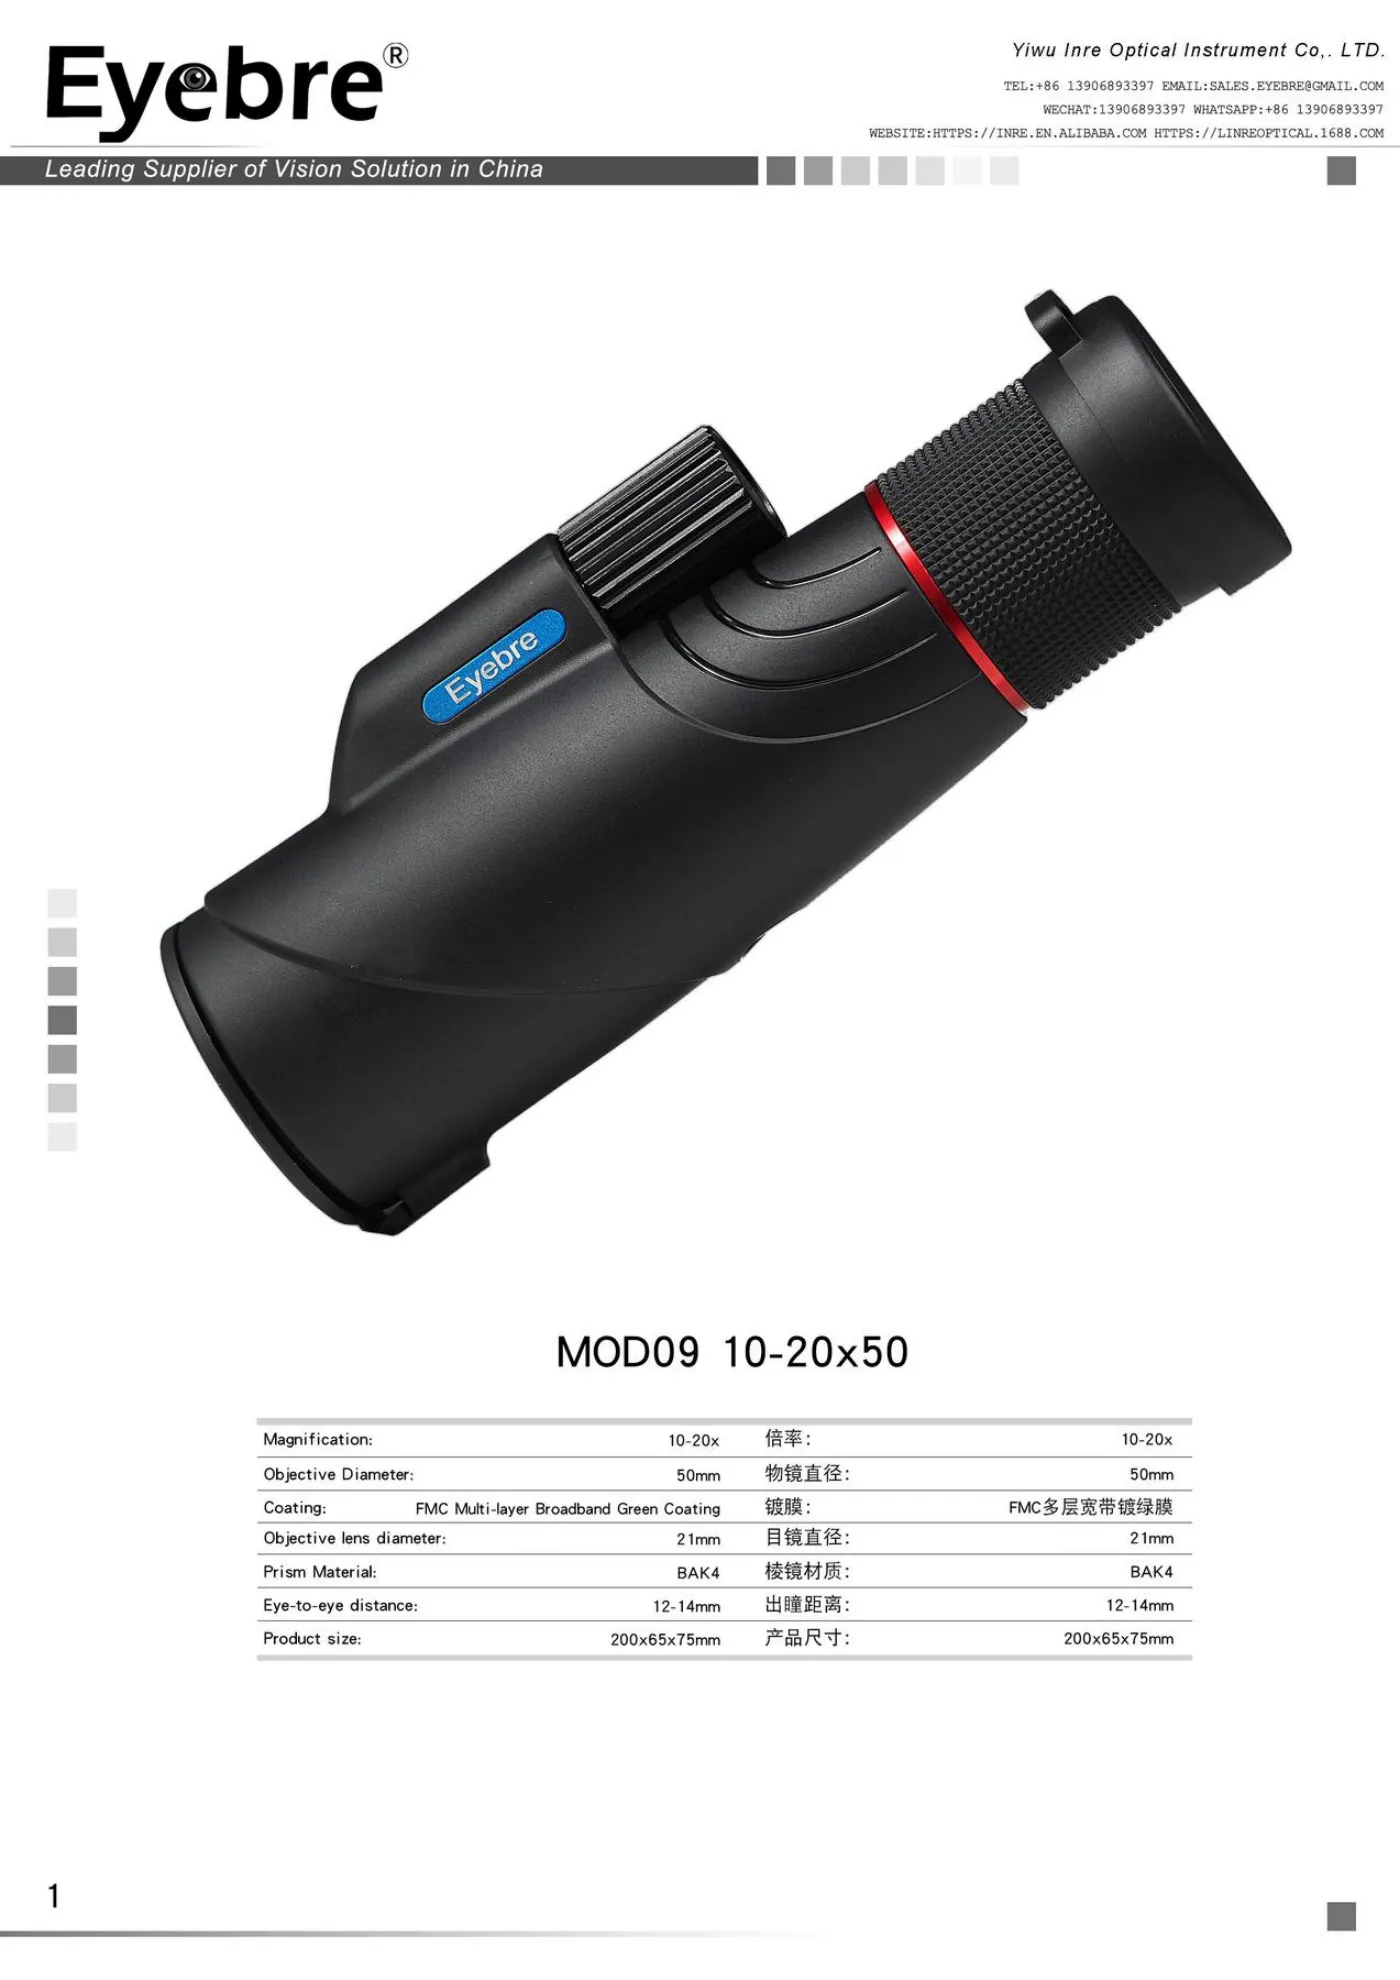 Eyebre®
Yiwu Inre Optical Instrument Co,. LTD.
TEL:+86 13906893397 EMAIL:SALES.EYEBRE@GMAIL.COM
WECHAT:13906893397 WHATSAPP:+86 13906893397
WEBSITE:HTTPS://INRE.EN.ALIBABA.COM HTTPS://LINREOPTICAL.1688.COM
Leading Supplier of Vision Solution in China
Eyebre
MOD09 10-20x50
Magnification: 10-20x 倍率: 10-20x
Objective Diameter: 50mm 物镜直径: 50mm
Coating: FMC Multi-layer Broadband Green Coating 镀膜: FMC多层宽带镀绿膜
Objective lens diameter: 21mm 目镜直径: 21mm
Prism Material: BAK4 棱镜材质: BAK4
Eye-to-eye distance: 12-14mm 出瞳距离: 12-14mm
Product size: 200x65x75mm 产品尺寸: 200x65x75mm
1